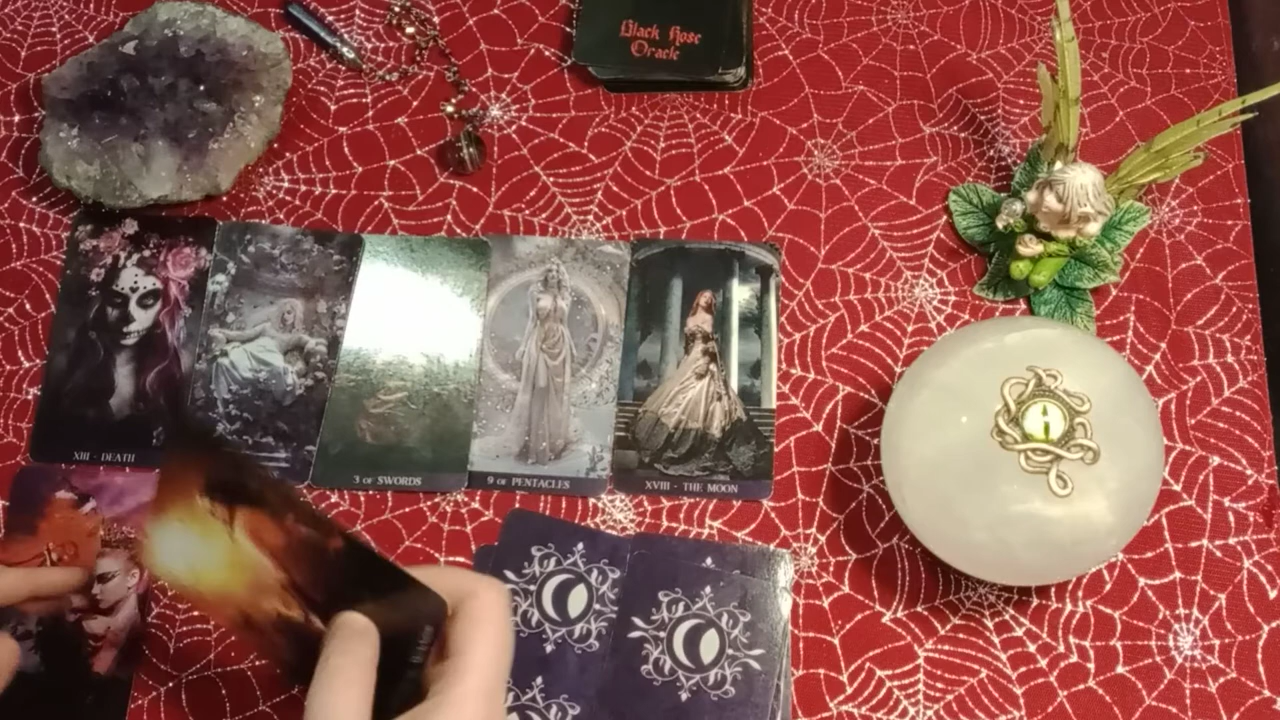 Black Rose
Oracle
XIII - DEATH
3 OF SWORDS
9 OF PENTACLES
XVIII - THE MOON